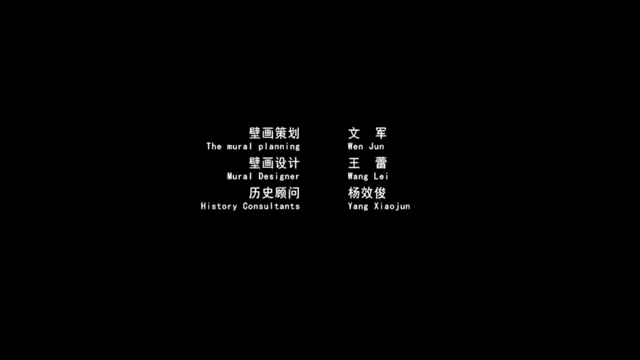 壁画策划 文 军
The mural planning Wen Jun
壁画设计 王 蕾
Mural Designer Wang Lei
历史顾问 杨效俊
History Consultants Yang Xiaojun